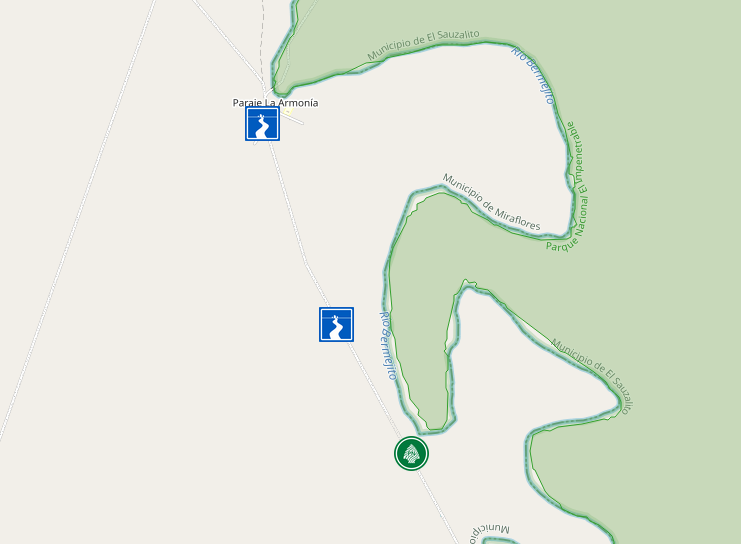 Municipio de El Sauzalito
Río Bermejito
Paraje La Armonía
Parque Nacional El Impenetrable
Municipio de Miraflores
Río Bermejito
Municipio de El Sauzalito
Municipio